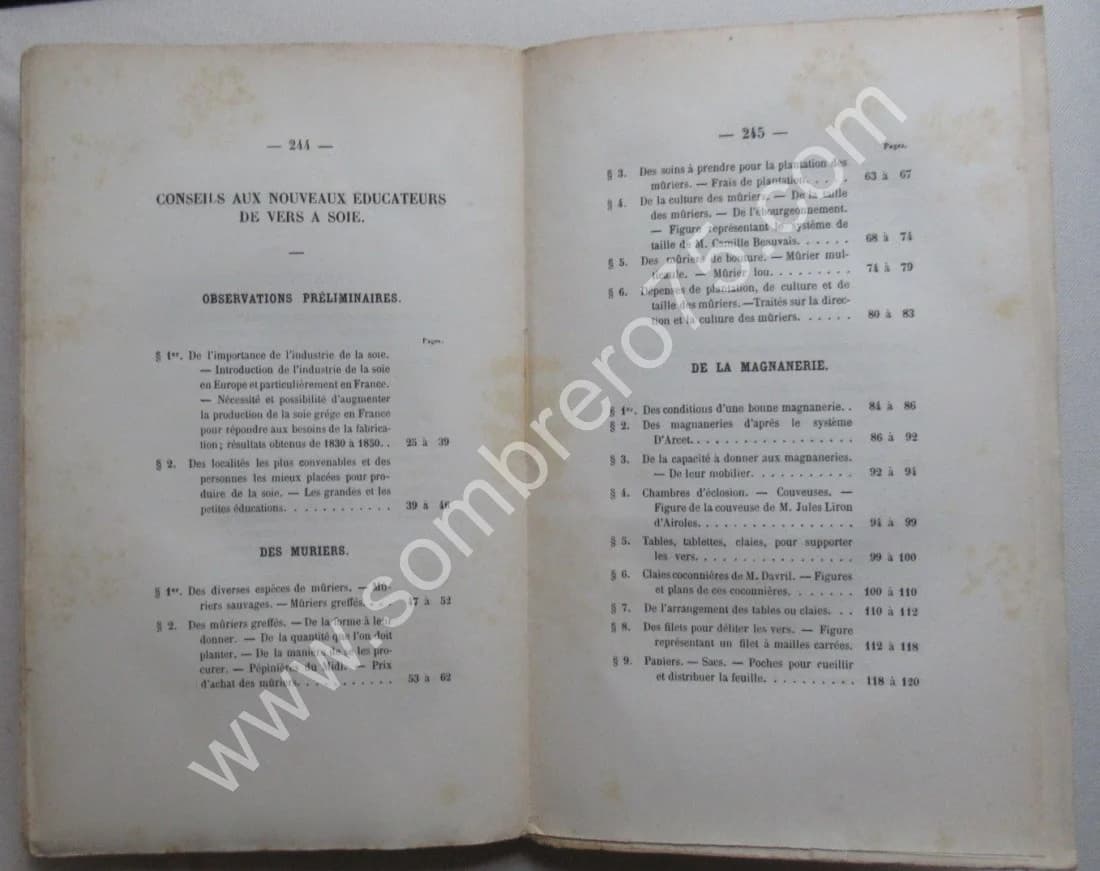 — 244 —
CONSEILS AUX NOUVEAUX ÉDUCATEURS
DE VERS A SOIE.
OBSERVATIONS PRÉLIMINAIRES.
Pages.
§ 1er. De l'importance de l'industrie de la soie.
— Introduction de l'industrie de la soie
en Europe et particulièrement en France.
— Nécessité et possibilité d'augmenter
la production de la soie grége en France
pour répondre aux besoins de la fabrica-
tion; résultats obtenus de 1830 à 1850. . 25 à 39
§ 2. Des localités les plus convenables et des
personnes les mieux placées pour pro-
duire de la soie. — Les grandes et les
petites éducations. . . . . . . . . . . . 39 à 46
DES MURIERS.
§ 1er. Des diverses espèces de mûriers. — Mû-
riers sauvages. — Mûriers greffés. 47 à 52
§ 2. Des mûriers greffés. — De la forme à leur
donner. — De la quantité que l'on doit
planter. — De la manière de se les pro-
curer. — Pépinières du Midi. — Prix
d'achat des mûriers. . . . . . . . . . . 53 à 62
— 245 —
Pages.
§ 3. Des soins à prendre pour la plantation des
mûriers. — Frais de plantation. . . . . 63 à 67
§ 4. De la culture des mûriers. — De la taille
des mûriers. — De l'ébourgeonnement.
— Figure représentant le système de
taille de M. Camille Beauvais. . . . . . 68 à 74
§ 5. Des mûriers de bouture. — Mûrier mul-
ticaule. — Mûrier lou. . . . . . . . . 74 à 79
§ 6. Dépenses de plantation, de culture et de
taille des mûriers. — Traités sur la direc-
tion et la culture des mûriers. . . . . . 80 à 83
DE LA MAGNANERIE.
§ 1er. Des conditions d'une bonne magnanerie. . 84 à 86
§ 2. Des magnaneries d'après le système
D'Arcet. . . . . . . . . . . . . . . . . 86 à 92
§ 3. De la capacité à donner aux magnaneries.
— De leur mobilier. . . . . . . . . . . 92 à 94
§ 4. Chambres d'éclosion. — Couveuses. —
Figure de la couveuse de M. Jules Liron
d'Airoles. . . . . . . . . . . . . . . . 94 à 99
§ 5. Tables, tablettes, claies, pour supporter
les vers. . . . . . . . . . . . . . . . . 99 à 100
§ 6. Claies coconnières de M. Davril. — Figures
et plans de ces coconnières. . . . . . . 100 à 110
§ 7. De l'arrangement des tables ou claies. . . 110 à 112
§ 8. Des filets pour déliter les vers. — Figure
représentant un filet à mailles carrées. 112 à 118
§ 9. Paniers. — Sacs. — Poches pour cueillir
et distribuer la feuille. . . . . . . . . . 118 à 120
www.sombrero75.com